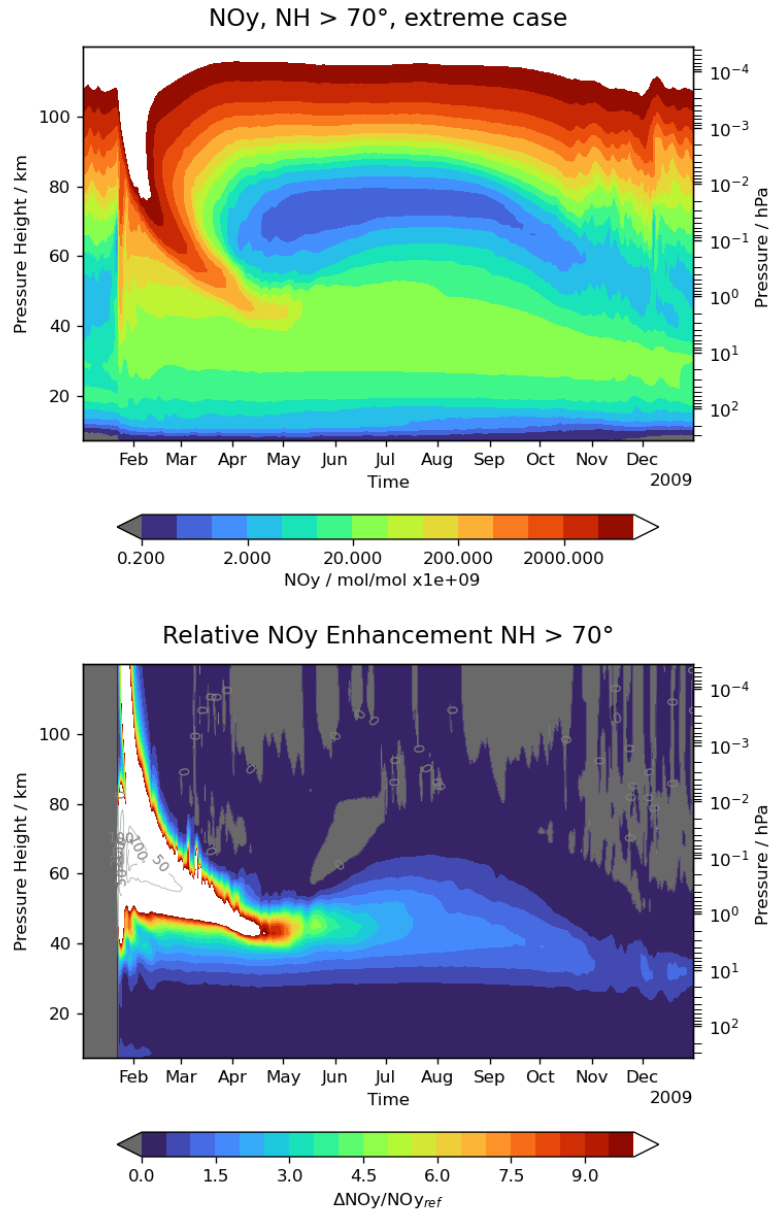 NOy, NH > 70°, extreme case
Pressure Height / km
100
80
60
40
20
10⁻⁴
10⁻³
10⁻²
10⁻¹
10⁰
10¹
10²
Pressure / hPa
Feb Mar Apr May Jun Jul Aug Sep Oct Nov Dec
Time
2009
0.200 2.000 20.000 200.000 2000.000
NOy / mol/mol x1e+09
Relative NOy Enhancement NH > 70°
Pressure Height / km
100
80
60
40
20
50
0
10⁻⁴
10⁻³
10⁻²
10⁻¹
10⁰
10¹
10²
Pressure / hPa
Feb Mar Apr May Jun Jul Aug Sep Oct Nov Dec
Time
2009
0.0 1.5 3.0 4.5 6.0 7.5 9.0
ΔNOy/NOy_ref